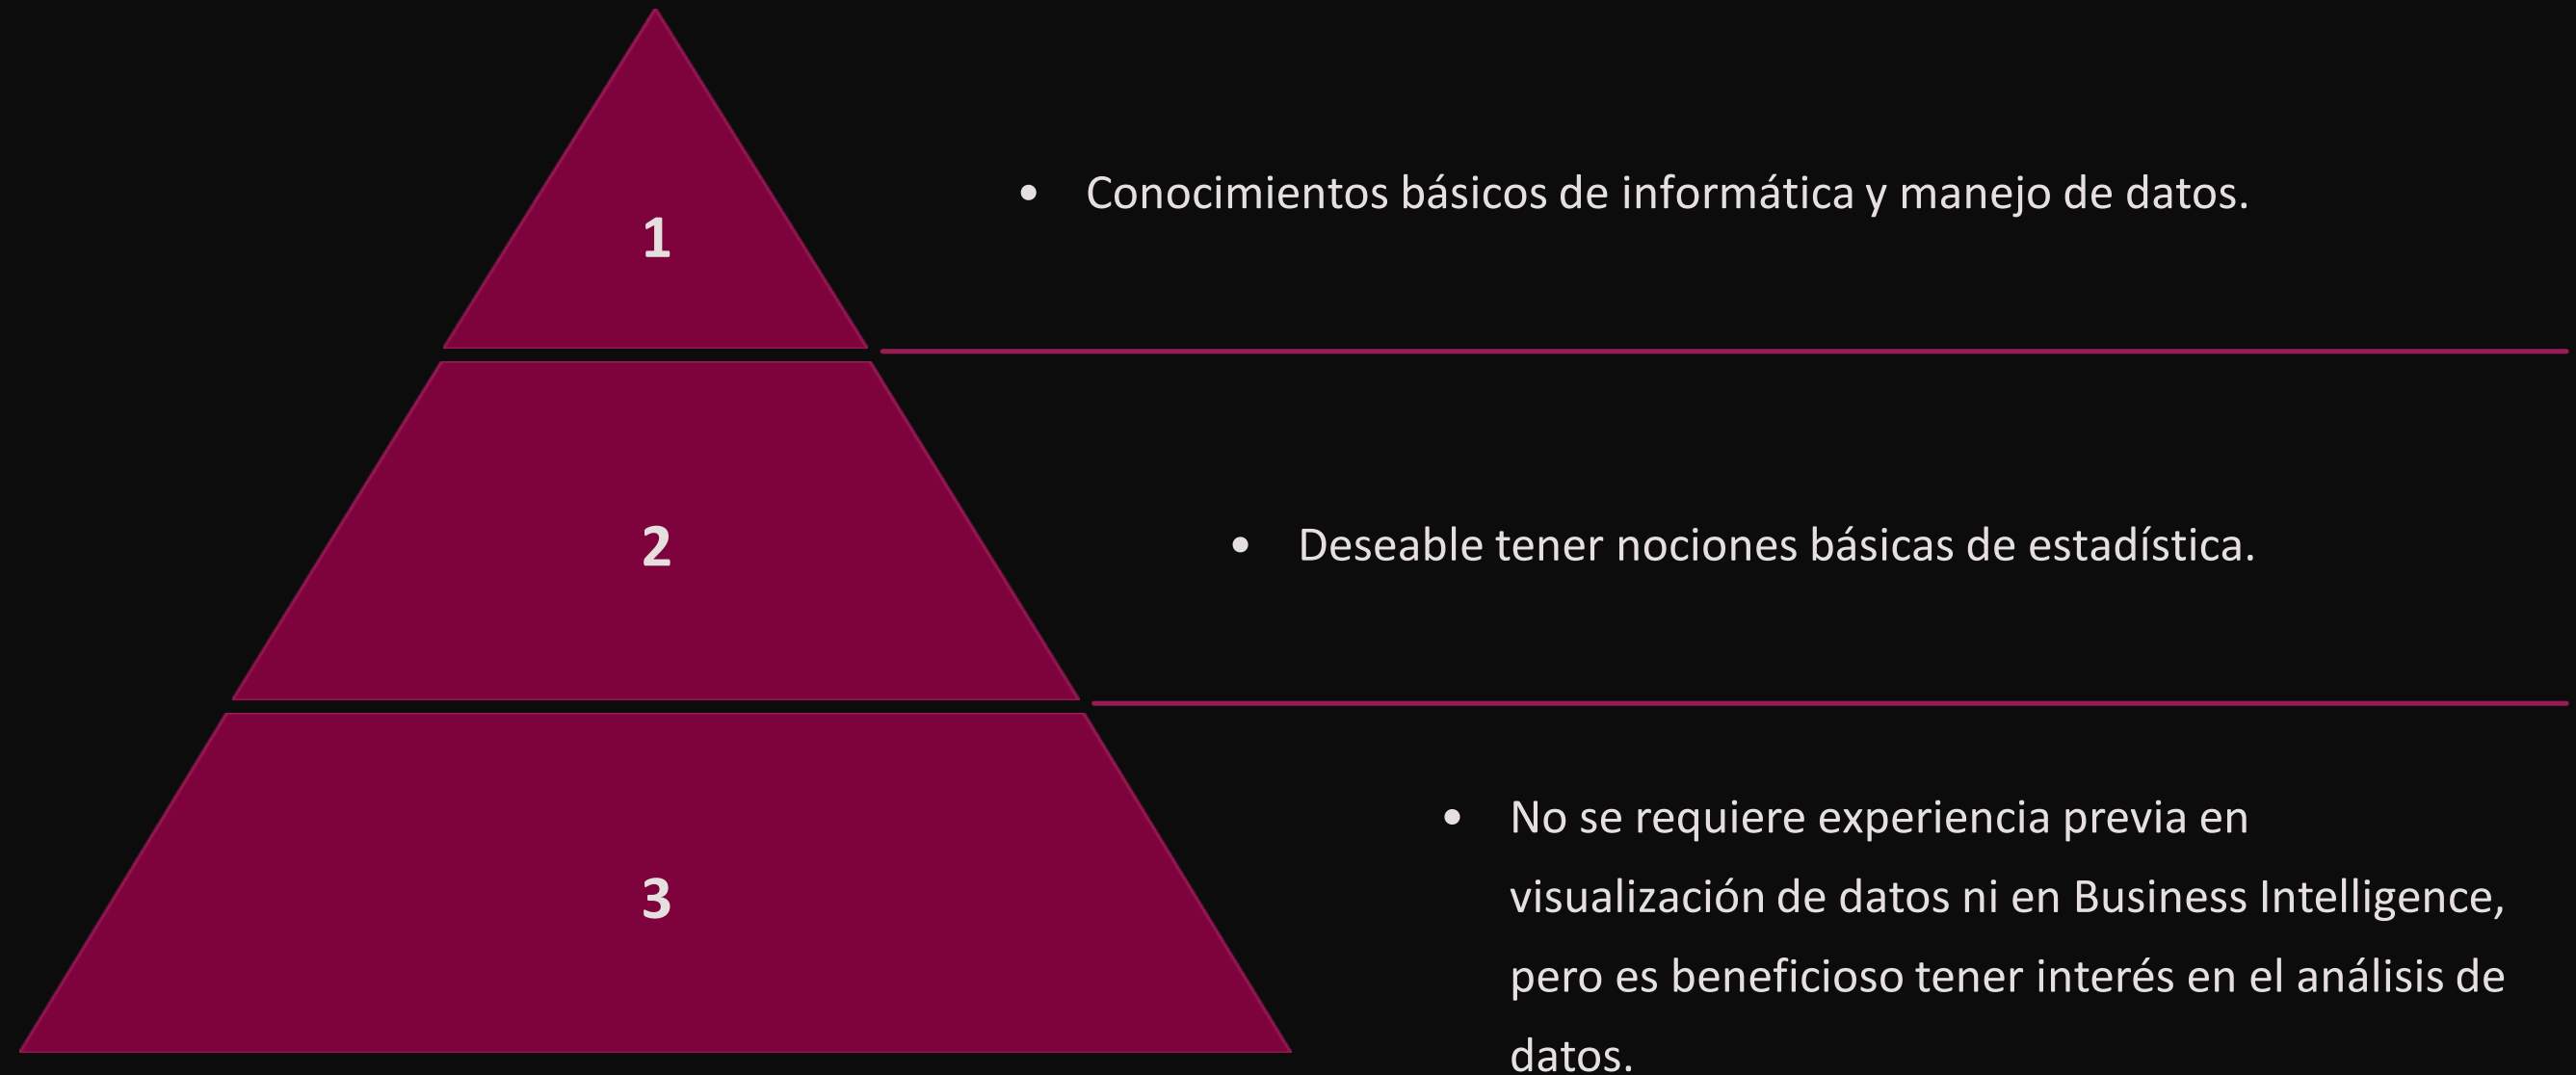 1
• Conocimientos básicos de informática y manejo de datos.
2
• Deseable tener nociones básicas de estadística.
3
• No se requiere experiencia previa en
visualización de datos ni en Business Intelligence,
pero es beneficioso tener interés en el análisis de
datos.